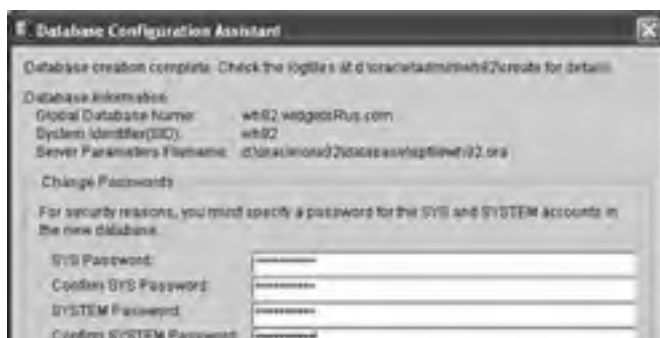 Database Configuration Assistant
Database creation complete. Check the logfiles at d:\oracle\admin\wh92\create for details.
Database Information:
Global Database Name: wh92.widgetsRus.com
System Identifier(SID): wh92
Server Parameters Filename: d:\oracle\ora92\database\spfilewh92.ora
Change Passwords
For security reasons, you must specify a password for the SYS and SYSTEM accounts in
the new database.
SYS Password:
Confirm SYS Password:
SYSTEM Password:
Confirm SYSTEM Password: